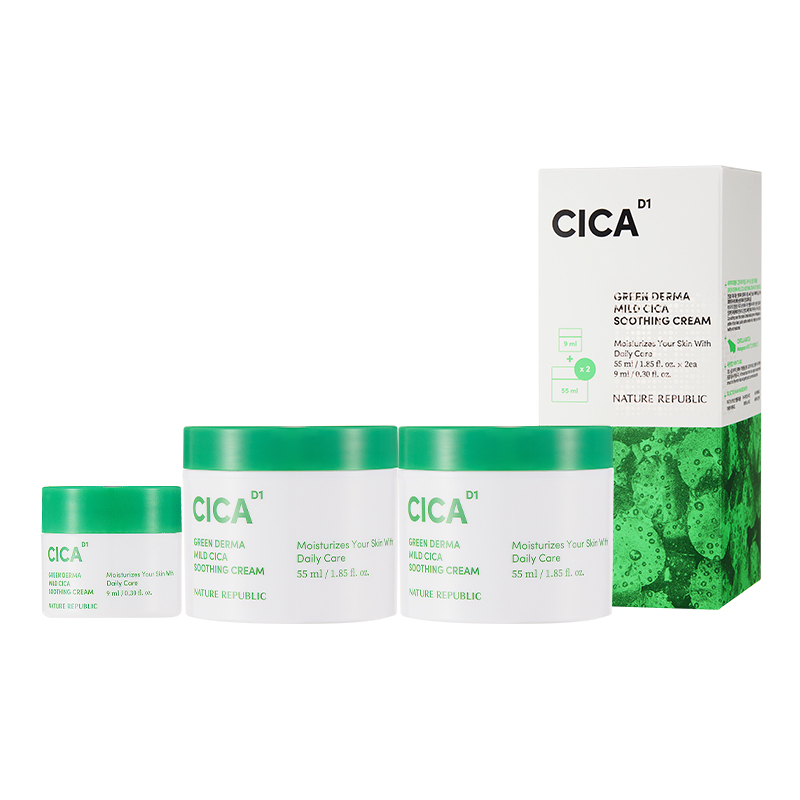 CICA D1
GREEN DERMA
MILD CICA
SOOTHING CREAM
9 ml
+
x 2
55 ml
Moisturizes Your Skin With
Daily Care
55 ml / 1.85 fl. oz. x 2ea
9 ml / 0.30 fl. oz.
NATURE REPUBLIC
CICA D1
GREEN DERMA
MILD CICA
SOOTHING CREAM
Moisturizes Your Skin With
Daily Care
9 ml / 0.30 fl. oz.
NATURE REPUBLIC
CICA D1
GREEN DERMA
MILD CICA
SOOTHING CREAM
Moisturizes Your Skin With
Daily Care
55 ml / 1.85 fl. oz.
NATURE REPUBLIC
CICA D1
GREEN DERMA
MILD CICA
SOOTHING CREAM
Moisturizes Your Skin With
Daily Care
55 ml / 1.85 fl. oz.
NATURE REPUBLIC